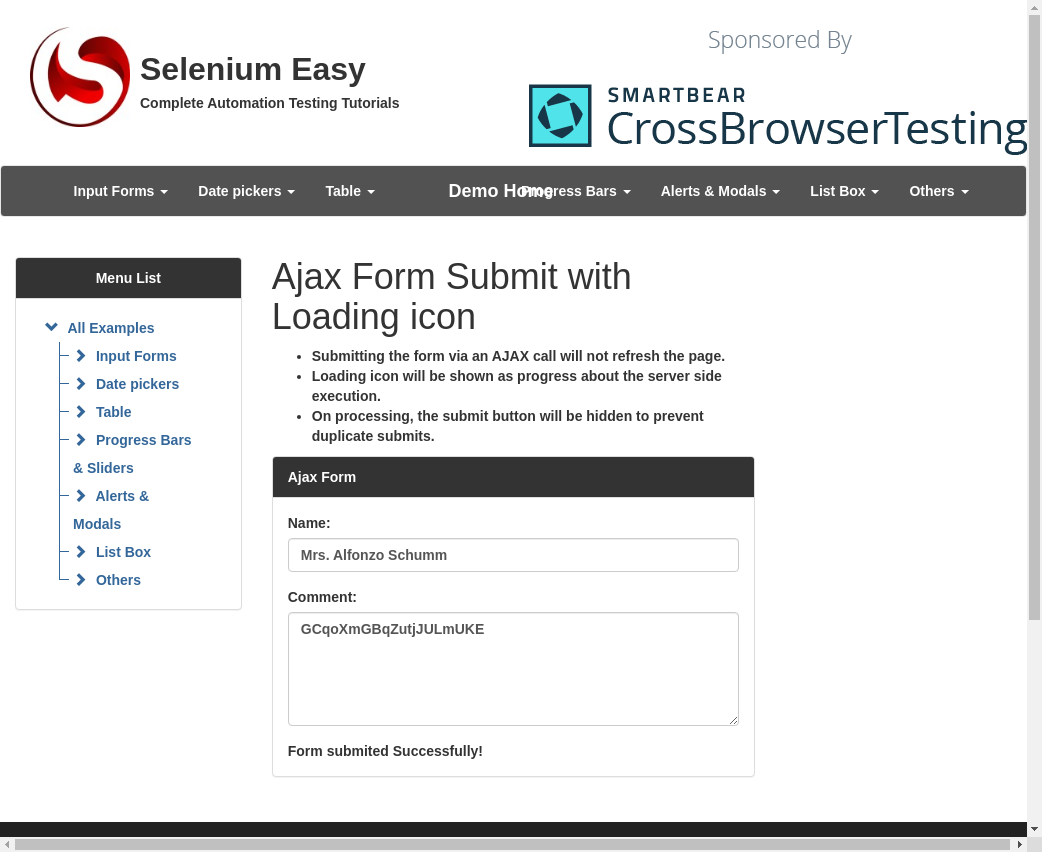 Selenium Easy
Complete Automation Testing Tutorials
Sponsored By
SMARTBEAR
CrossBrowserTesting
Input Forms Date pickers Table Demo Home Progress Bars Alerts & Modals List Box Others
Menu List
All Examples
Input Forms
Date pickers
Table
Progress Bars
& Sliders
Alerts &
Modals
List Box
Others
Ajax Form Submit with
Loading icon
Submitting the form via an AJAX call will not refresh the page.
Loading icon will be shown as progress about the server side
execution.
On processing, the submit button will be hidden to prevent
duplicate submits.
Ajax Form
Name:
Mrs. Alfonzo Schumm
Comment:
GCqoXmGBqZutjJULmUKE
Form submited Successfully!